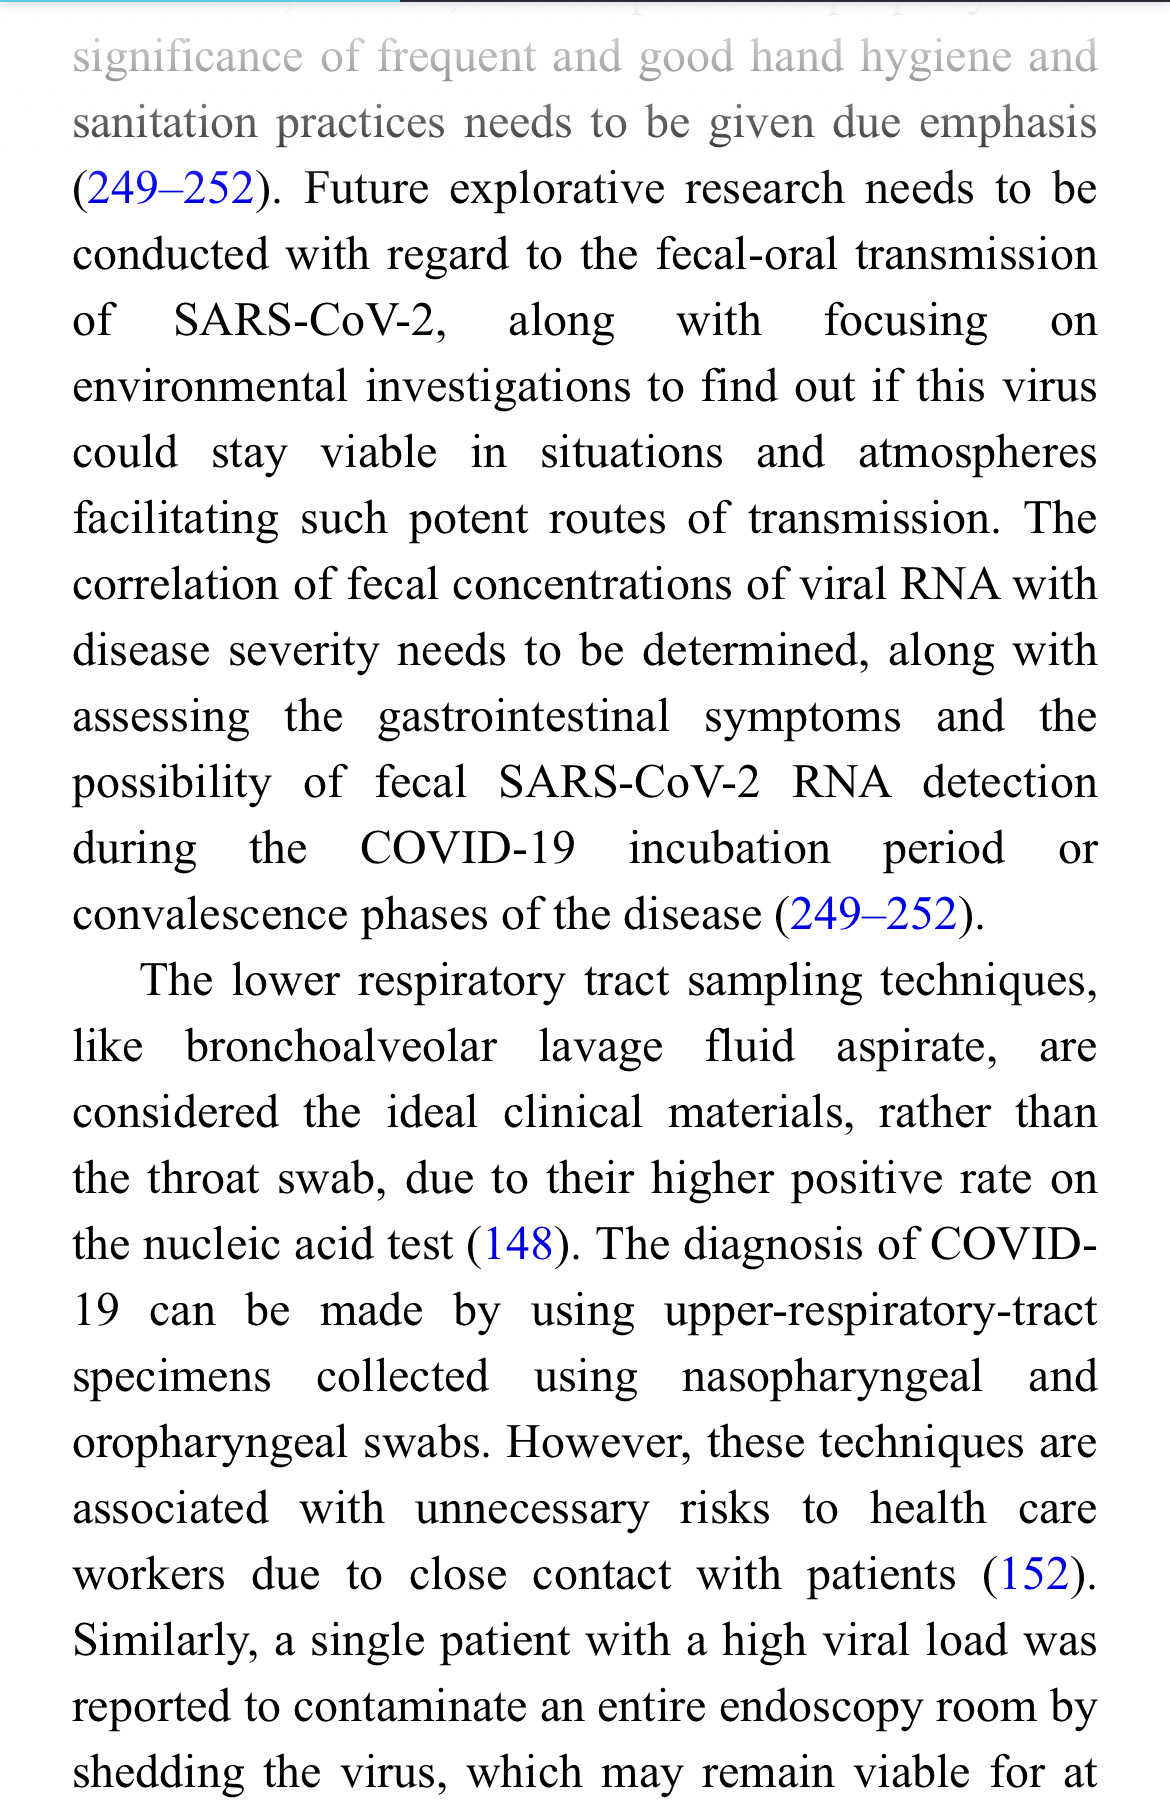 significance of frequent and good hand hygiene and
sanitation practices needs to be given due emphasis
(249–252). Future explorative research needs to be
conducted with regard to the fecal-oral transmission
of SARS-CoV-2, along with focusing on
environmental investigations to find out if this virus
could stay viable in situations and atmospheres
facilitating such potent routes of transmission. The
correlation of fecal concentrations of viral RNA with
disease severity needs to be determined, along with
assessing the gastrointestinal symptoms and the
possibility of fecal SARS-CoV-2 RNA detection
during the COVID-19 incubation period or
convalescence phases of the disease (249–252).
The lower respiratory tract sampling techniques,
like bronchoalveolar lavage fluid aspirate, are
considered the ideal clinical materials, rather than
the throat swab, due to their higher positive rate on
the nucleic acid test (148). The diagnosis of COVID-
19 can be made by using upper-respiratory-tract
specimens collected using nasopharyngeal and
oropharyngeal swabs. However, these techniques are
associated with unnecessary risks to health care
workers due to close contact with patients (152).
Similarly, a single patient with a high viral load was
reported to contaminate an entire endoscopy room by
shedding the virus, which may remain viable for at